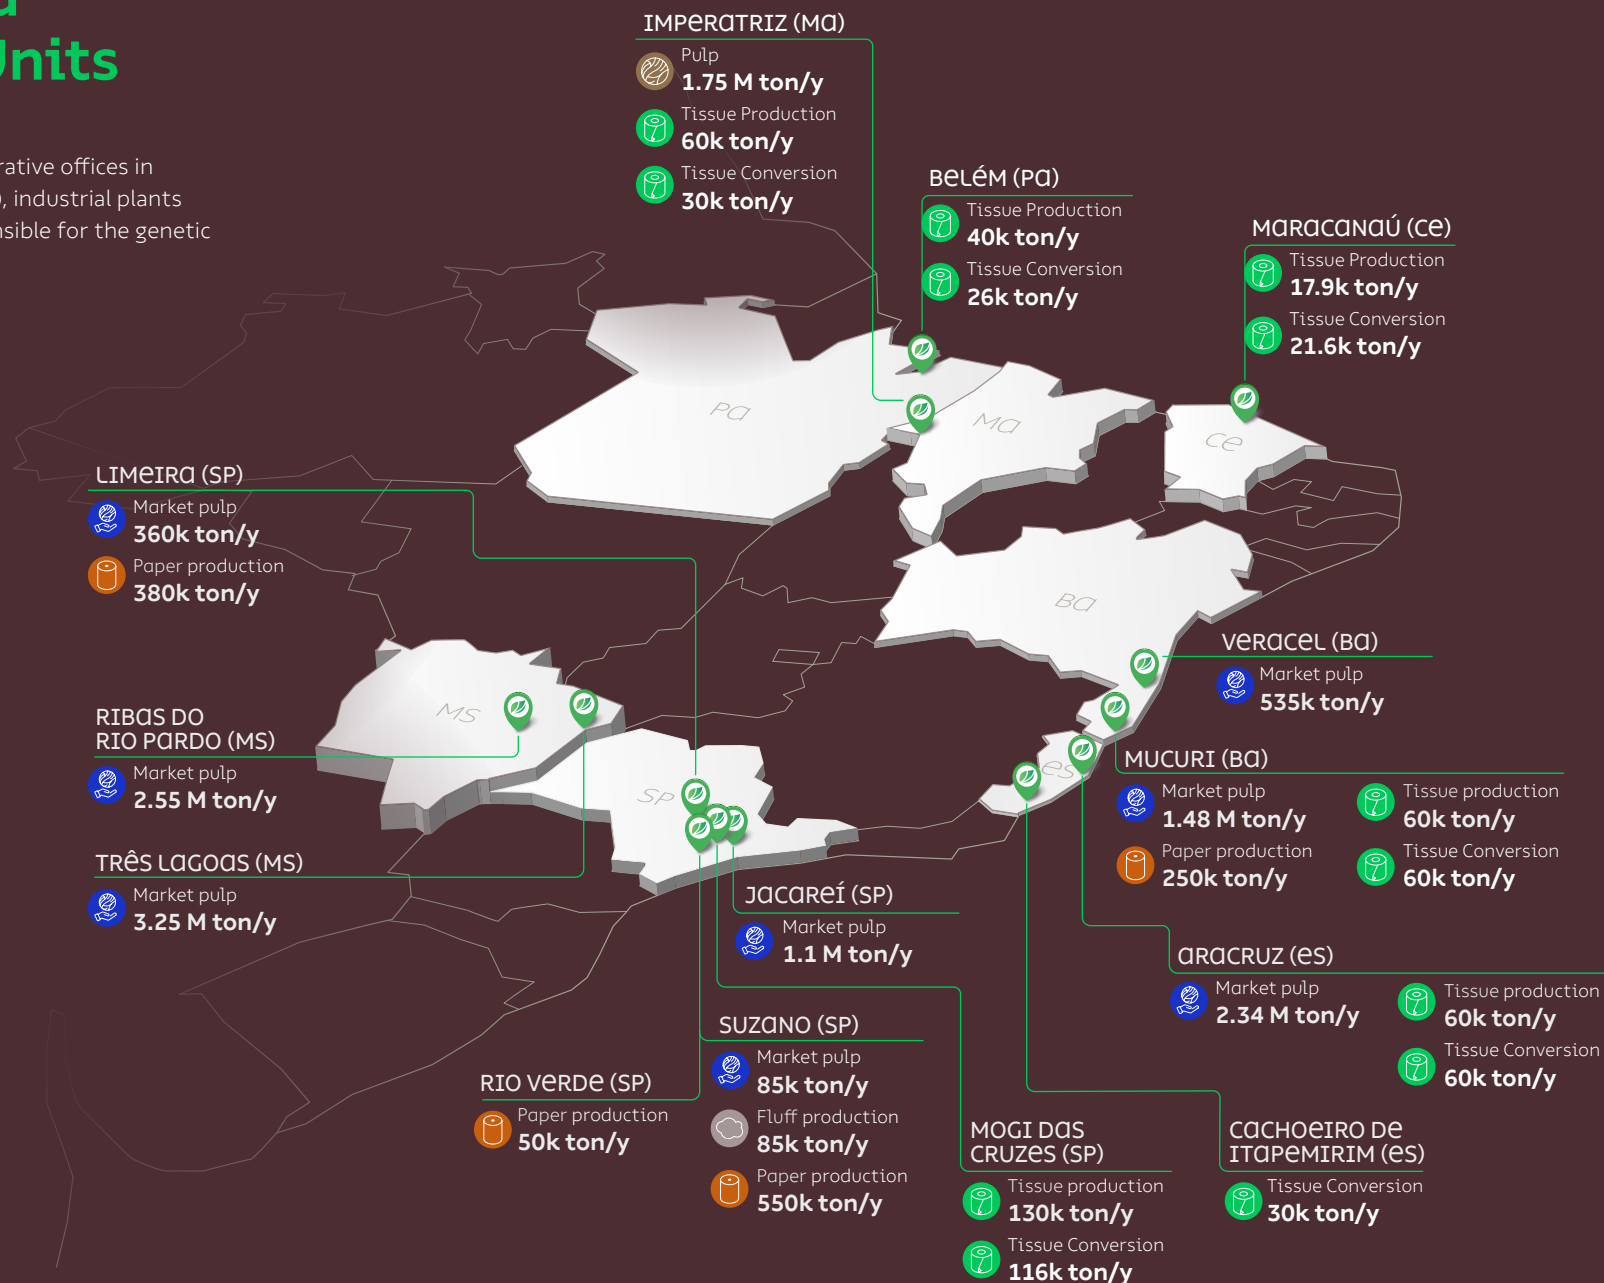 Units
rative offices in
), industrial plants
nsible for the genetic
IMPERATRIZ (MA)
Pulp
1.75 M ton/y
Tissue Production
60k ton/y
Tissue Conversion
30k ton/y
BELÉM (PA)
Tissue Production
40k ton/y
Tissue Conversion
26k ton/y
MARACANAÚ (CE)
Tissue Production
17.9k ton/y
Tissue Conversion
21.6k ton/y
PA
MA
CE
LIMEIRA (SP)
Market pulp
360k ton/y
Paper production
380k ton/y
BA
VERACEL (BA)
Market pulp
535k ton/y
MS
RIBAS DO
RIO PARDO (MS)
Market pulp
2.55 M ton/y
SP
ES
MUCURI (BA)
Market pulp
1.48 M ton/y
Paper production
250k ton/y
Tissue production
60k ton/y
Tissue Conversion
60k ton/y
TRÊS LAGOAS (MS)
Market pulp
3.25 M ton/y
JACAREÍ (SP)
Market pulp
1.1 M ton/y
ARACRUZ (ES)
Market pulp
2.34 M ton/y
Tissue production
60k ton/y
Tissue Conversion
60k ton/y
SUZANO (SP)
Market pulp
85k ton/y
Fluff production
85k ton/y
Paper production
550k ton/y
RIO VERDE (SP)
Paper production
50k ton/y
MOGI DAS
CRUZES (SP)
Tissue production
130k ton/y
Tissue Conversion
116k ton/y
CACHOEIRO DE
ITAPEMIRIM (ES)
Tissue Conversion
30k ton/y